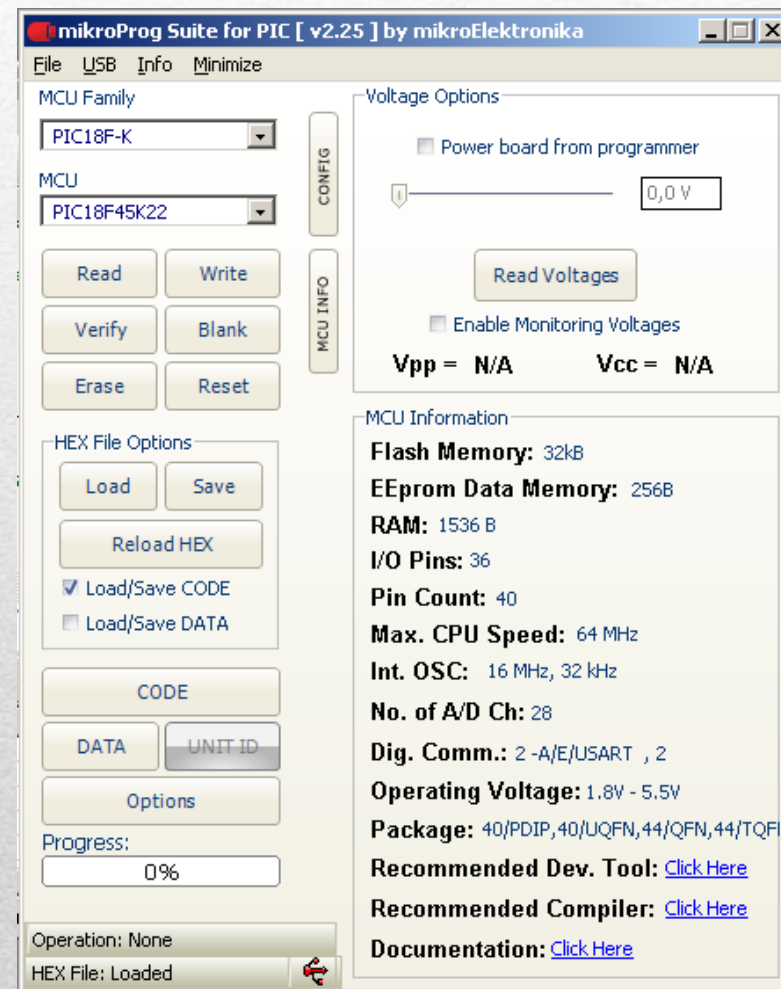 mikroProg Suite for PIC [ v2.25 ] by mikroElektronika
File USB Info Minimize
MCU Family
PIC18F-K
MCU
PIC18F45K22
Read Write
Verify Blank
Erase Reset
HEX File Options
Load Save
Reload HEX
Load/Save CODE
Load/Save DATA
CODE
DATA UNIT ID
Options
Progress:
0%
Operation: None
HEX File: Loaded
CONFIG
MCU INFO
Voltage Options
Power board from programmer
0,0 V
Read Voltages
Enable Monitoring Voltages
Vpp = N/A Vcc = N/A
MCU Information
Flash Memory: 32kB
EEprom Data Memory: 256B
RAM: 1536 B
I/O Pins: 36
Pin Count: 40
Max. CPU Speed: 64 MHz
Int. OSC: 16 MHz, 32 kHz
No. of A/D Ch: 28
Dig. Comm.: 2 -A/E/USART , 2
Operating Voltage: 1.8V - 5.5V
Package: 40/PDIP,40/UQFN,44/QFN,44/TQF
Recommended Dev. Tool: Click Here
Recommended Compiler: Click Here
Documentation: Click Here